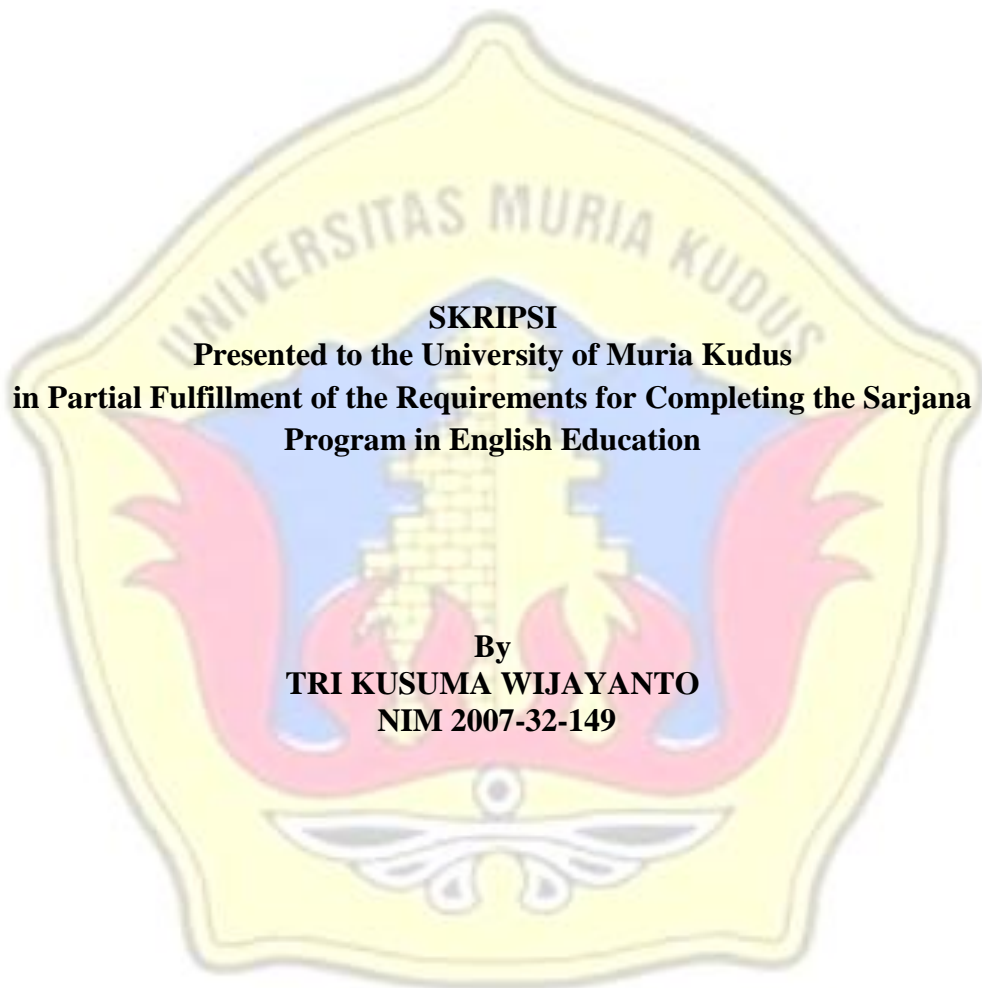 UNIVERSITAS MURIA KUDUS
SKRIPSI
Presented to the University of Muria Kudus
in Partial Fulfillment of the Requirements for Completing the Sarjana
Program in English Education
By
TRI KUSUMA WIJAYANTO
NIM 2007-32-149